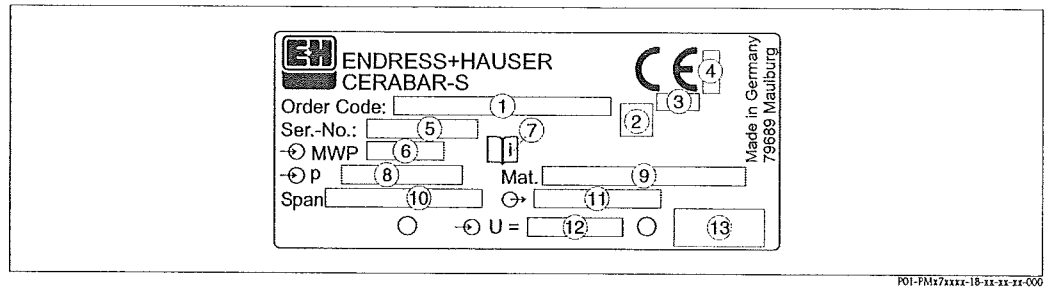 EH ENDRESS+HAUSER
CERABAR-S
CE
4
3
Order Code: 1
2
Ser.-No.: 5
7
MWP 6
i
p 8
Mat. 9
Span 10
11
U = 12
13
Made in Germany
79689 Maulburg
P01-PMx7xxxx-18-xx-xx-xx-000